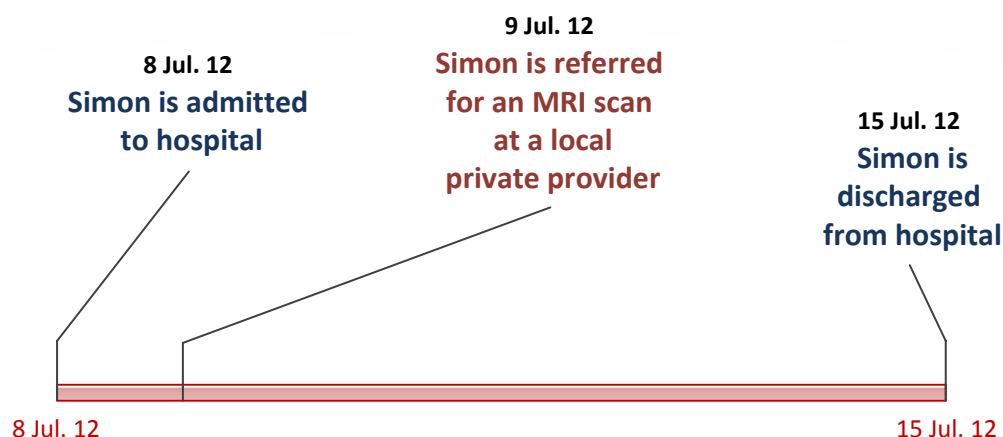 8 Jul. 12
Simon is admitted
to hospital
9 Jul. 12
Simon is referred
for an MRI scan
at a local
private provider
15 Jul. 12
Simon is
discharged
from hospital
8 Jul. 12
15 Jul. 12